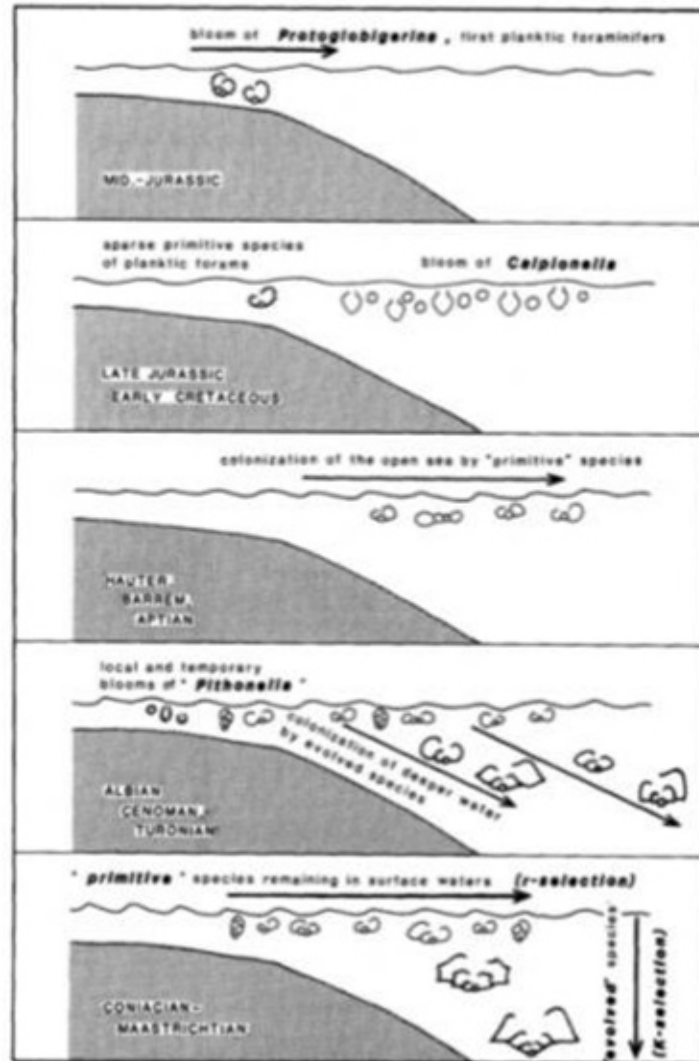 bloom of Protoglobigerina, first planktic foraminifers
MID-JURASSIC
sparse primitive species
of planktic forams
bloom of Calpionella
LATE JURASSIC
EARLY CRETACEOUS
colonization of the open sea by "primitive" species
HAUTER.
BARREM.
APTIAN
local and temporary
blooms of "Pithonella"
colonization of deeper water
by evolved species
ALBIAN
CENOMAN.-
TURONIAN
"primitive" species remaining in surface waters (r-selection)
CONIACIAN-
MAASTRICHTIAN
"evolved" species
(K-selection)